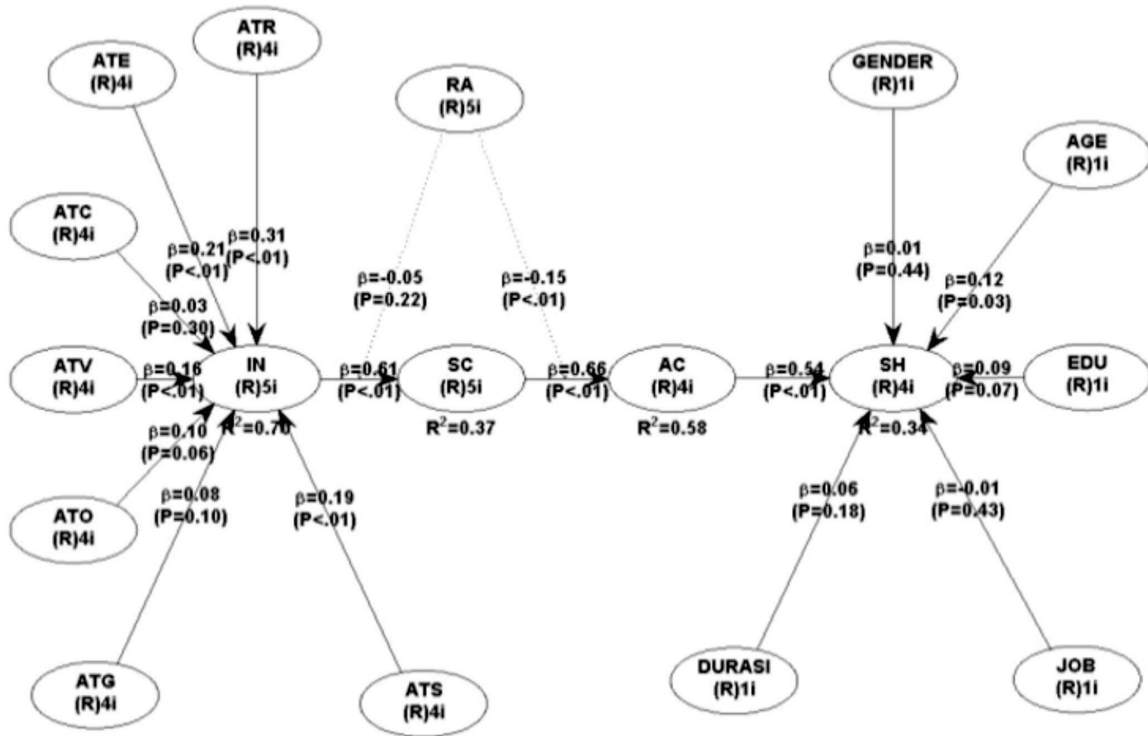 ATR
(R)4i
ATE
(R)4i
GENDER
(R)1i
RA
(R)5i
AGE
(R)1i
ATC
(R)4i
β=0.31
(P<.01)
β=0.21
(P<.01)
β=0.01
(P=0.44)
β=-0.05
(P=0.22)
β=-0.15
(P<.01)
β=0.12
(P=0.03)
β=0.03
(P=0.30)
ATV
(R)4i
β=0.16
(P<.01)
IN
(R)5i
R²=0.70
β=0.61
(P<.01)
SC
(R)5i
R²=0.37
β=0.66
(P<.01)
AC
(R)4i
R²=0.58
β=0.54
(P<.01)
SH
(R)4i
R²=0.34
β=0.09
(P=0.07)
EDU
(R)1i
β=0.10
(P=0.06)
ATO
(R)4i
β=0.08
(P=0.10)
β=0.19
(P<.01)
β=0.06
(P=0.18)
β=-0.01
(P=0.43)
ATG
(R)4i
ATS
(R)4i
DURASI
(R)1i
JOB
(R)1i